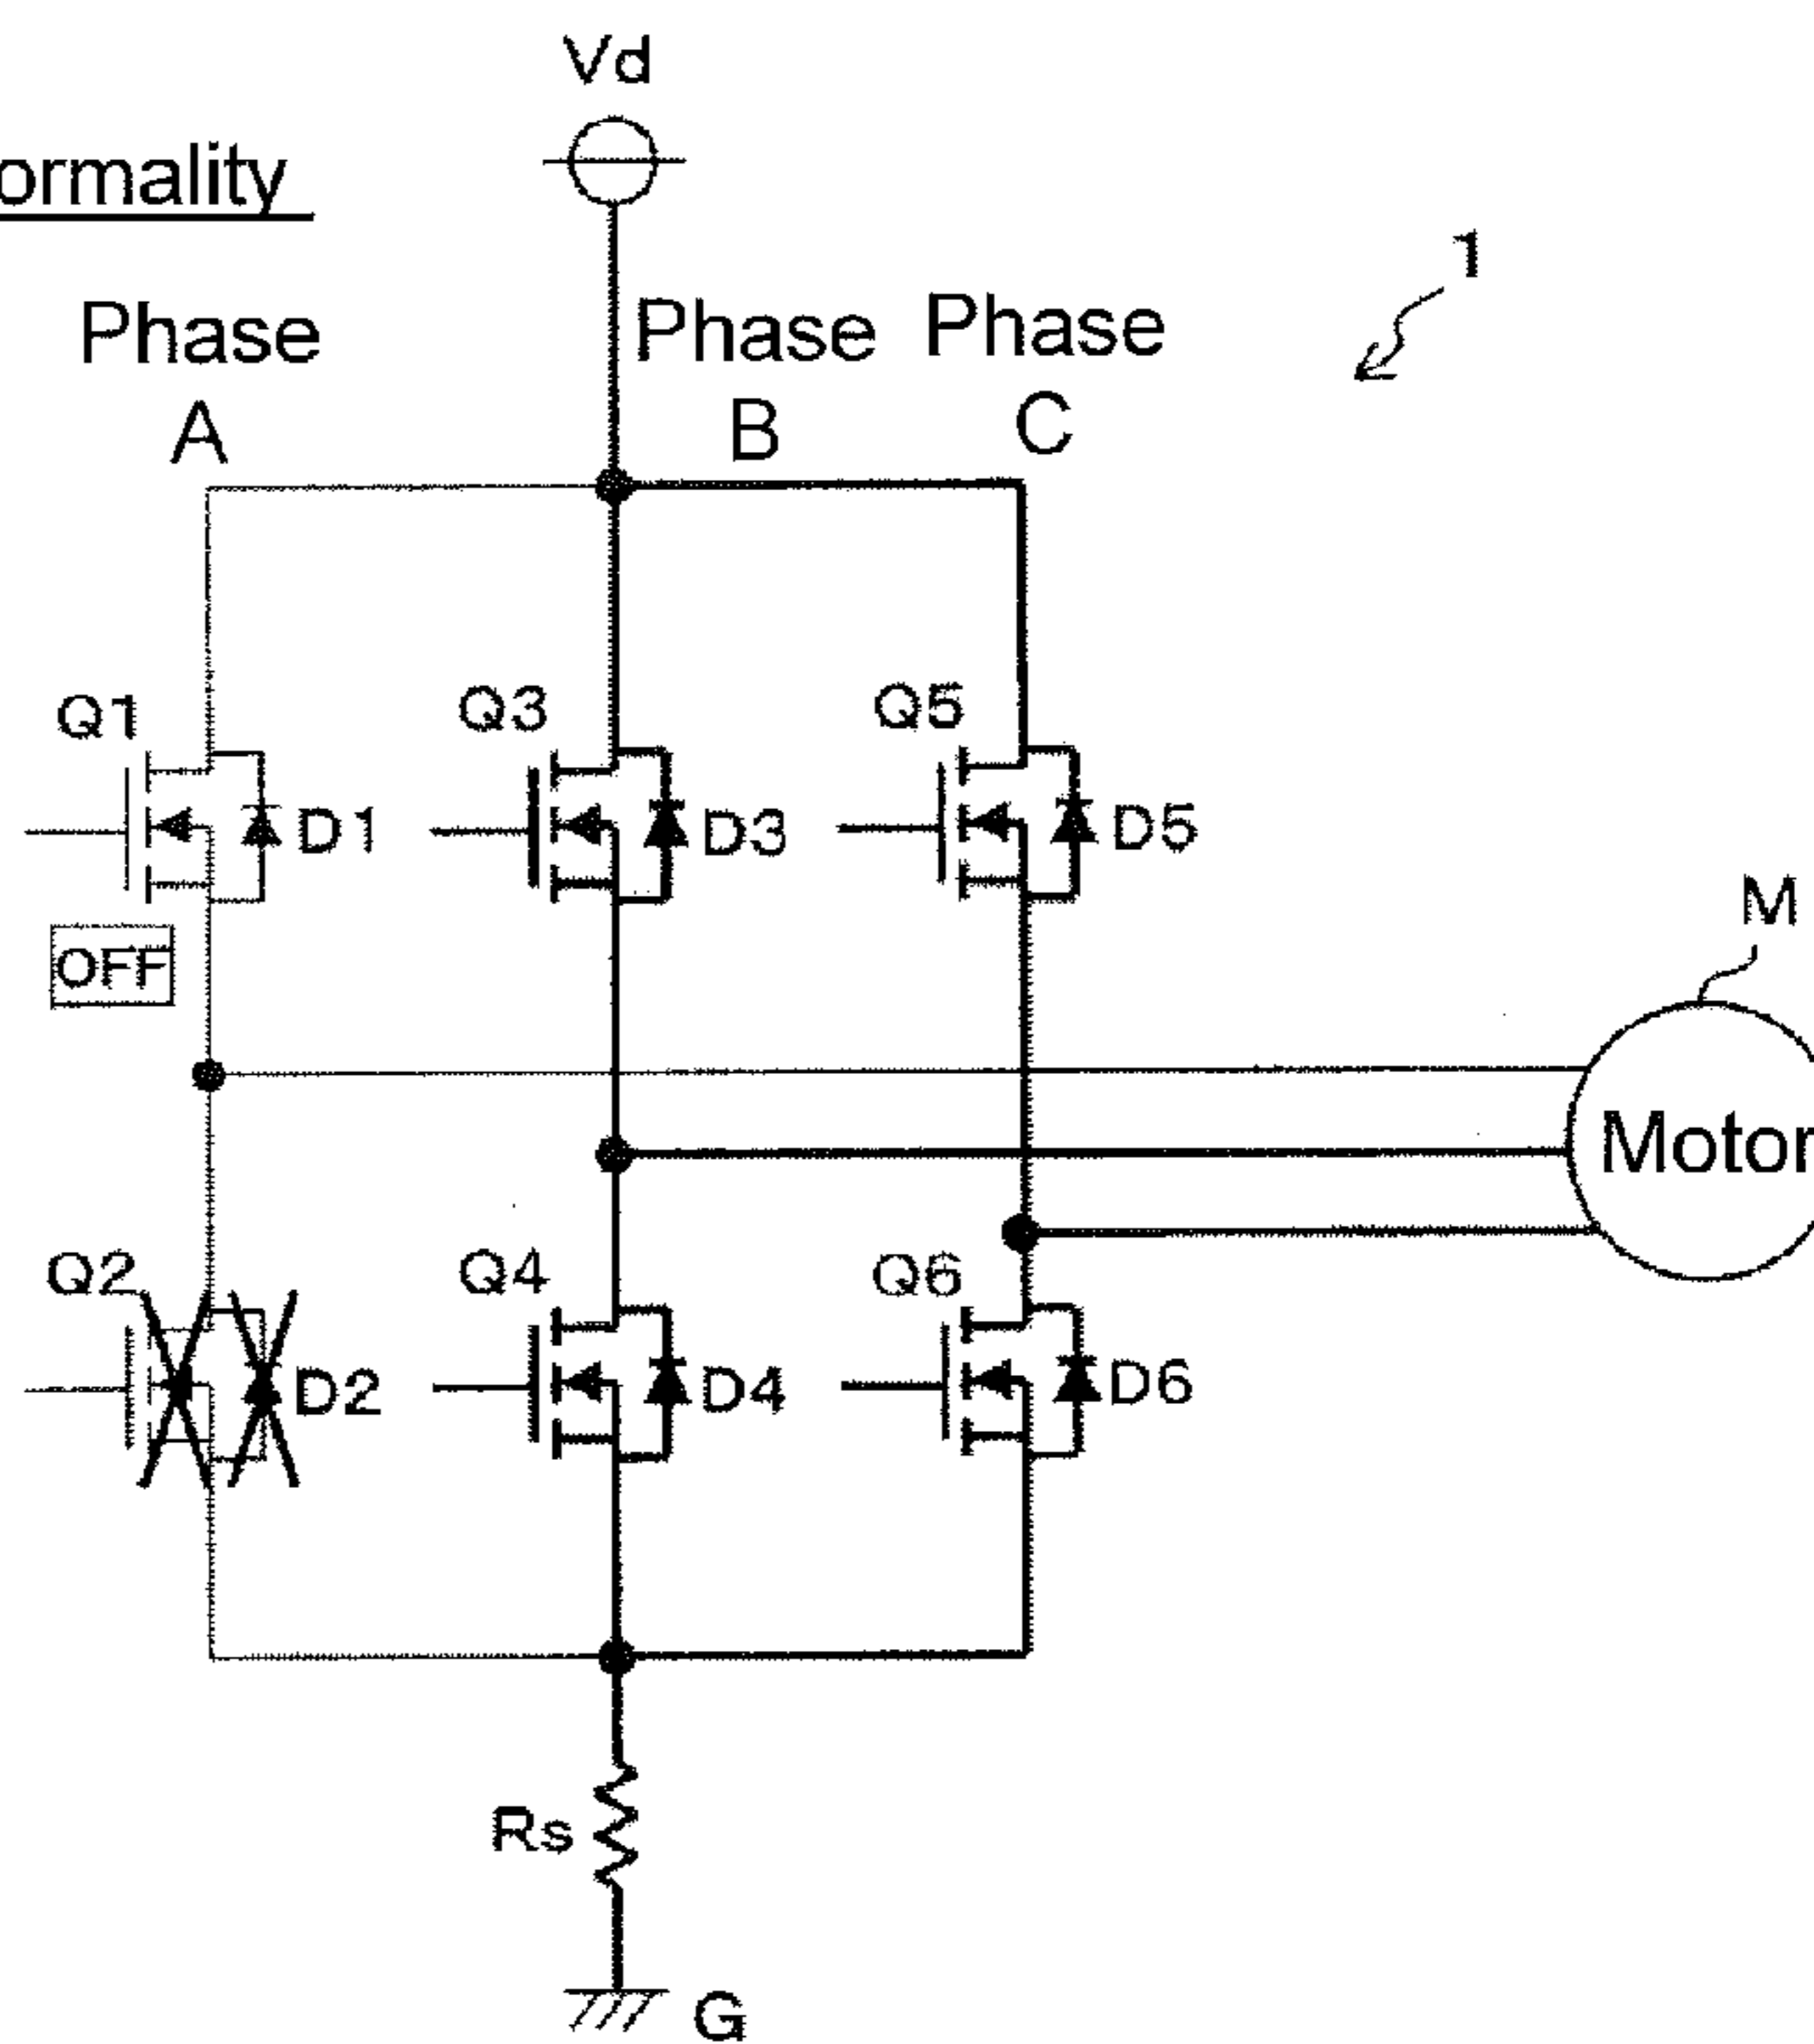 Vd
ormality
1
Phase
A
Phase
B
Phase
C
Q1
Q3
Q5
D1
D3
D5
OFF
M
Motor
Q2
Q4
Q6
D2
D4
D6
Rs
G